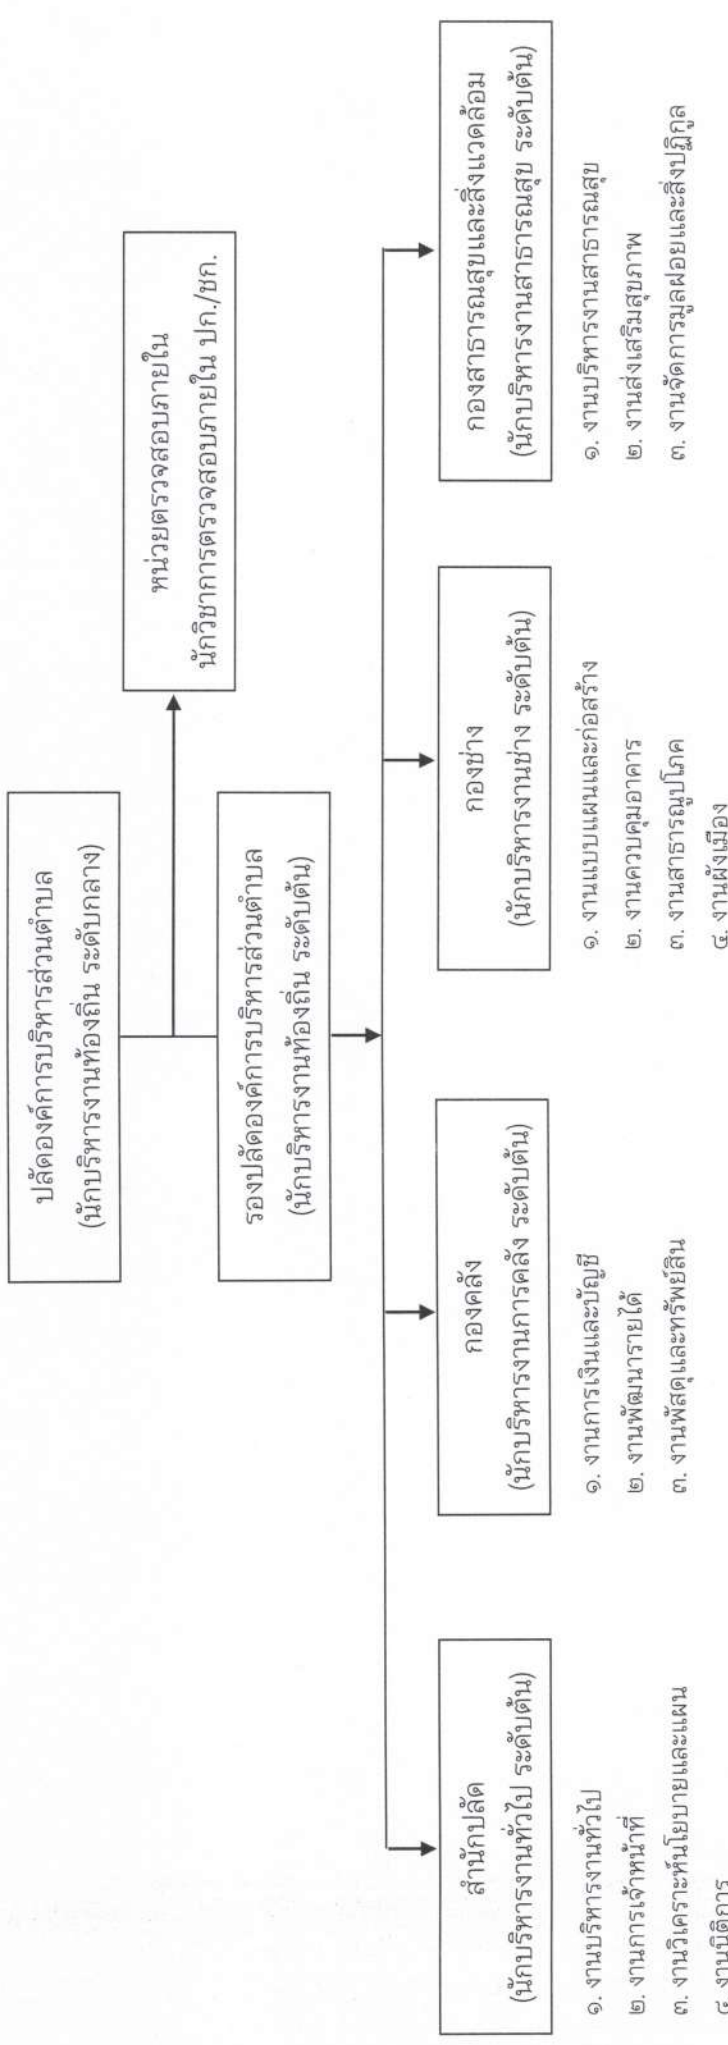 ปลัดองค์การบริหารส่วนตำบล
(นักบริหารงานท้องถิ่น ระดับกลาง)
หน่วยตรวจสอบภายใน
นักวิชาการตรวจสอบภายใน ปก./ชก.
รองปลัดองค์การบริหารส่วนตำบล
(นักบริหารงานท้องถิ่น ระดับต้น)
สำนักปลัด
(นักบริหารงานทั่วไป ระดับต้น)
๑. งานบริหารงานทั่วไป
๒. งานการเจ้าหน้าที่
๓. งานวิเคราะห์นโยบายและแผน
๔. งานนิติการ
กองคลัง
(นักบริหารงานการคลัง ระดับต้น)
๑. งานการเงินและบัญชี
๒. งานพัฒนารายได้
๓. งานพัสดุและทรัพย์สิน
กองช่าง
(นักบริหารงานช่าง ระดับต้น)
๑. งานแบบแผนและก่อสร้าง
๒. งานควบคุมอาคาร
๓. งานสาธารณูปโภค
๔. งานผังเมือง
กองสาธารณสุขและสิ่งแวดล้อม
(นักบริหารงานสาธารณสุข ระดับต้น)
๑. งานบริหารงานสาธารณสุข
๒. งานส่งเสริมสุขภาพ
๓. งานจัดการมูลฝอยและสิ่งปฏิกูล